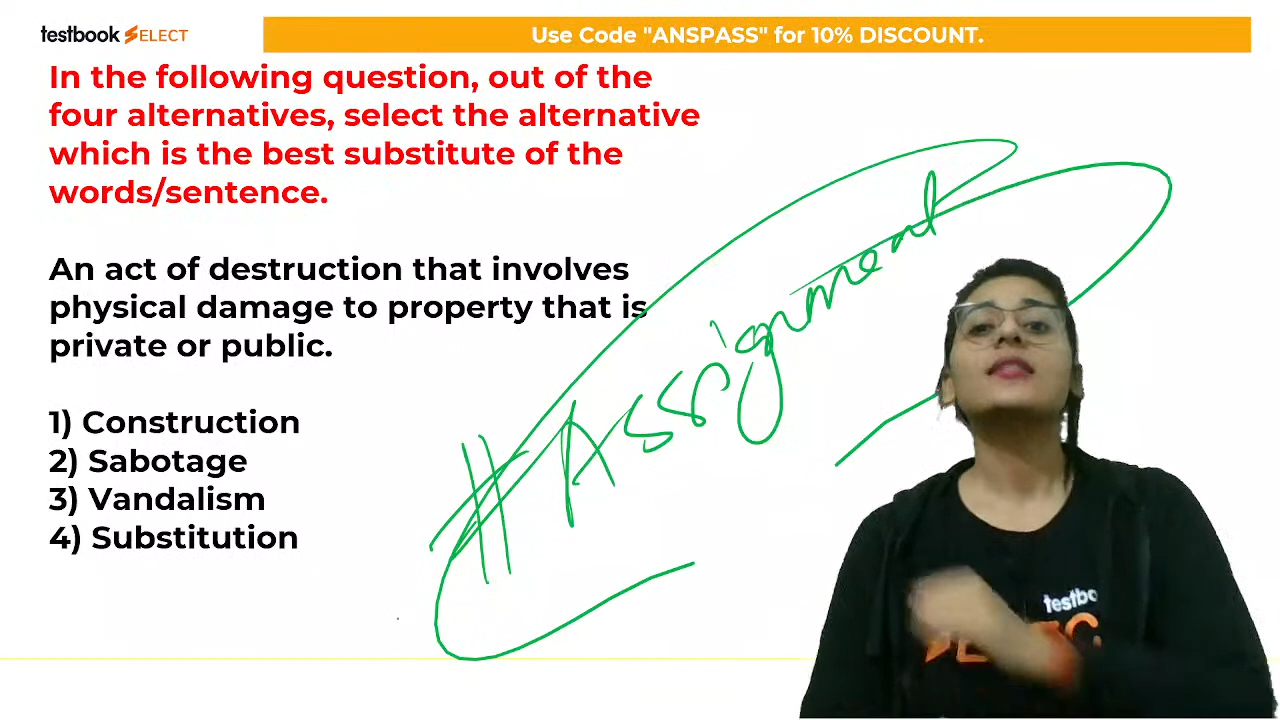 testbook SELECT
Use Code "ANSPASS" for 10% DISCOUNT.
In the following question, out of the
four alternatives, select the alternative
which is the best substitute of the
words/sentence.
An act of destruction that involves
physical damage to property that is
private or public.
1) Construction
2) Sabotage
3) Vandalism
4) Substitution
#Assignment
testbo